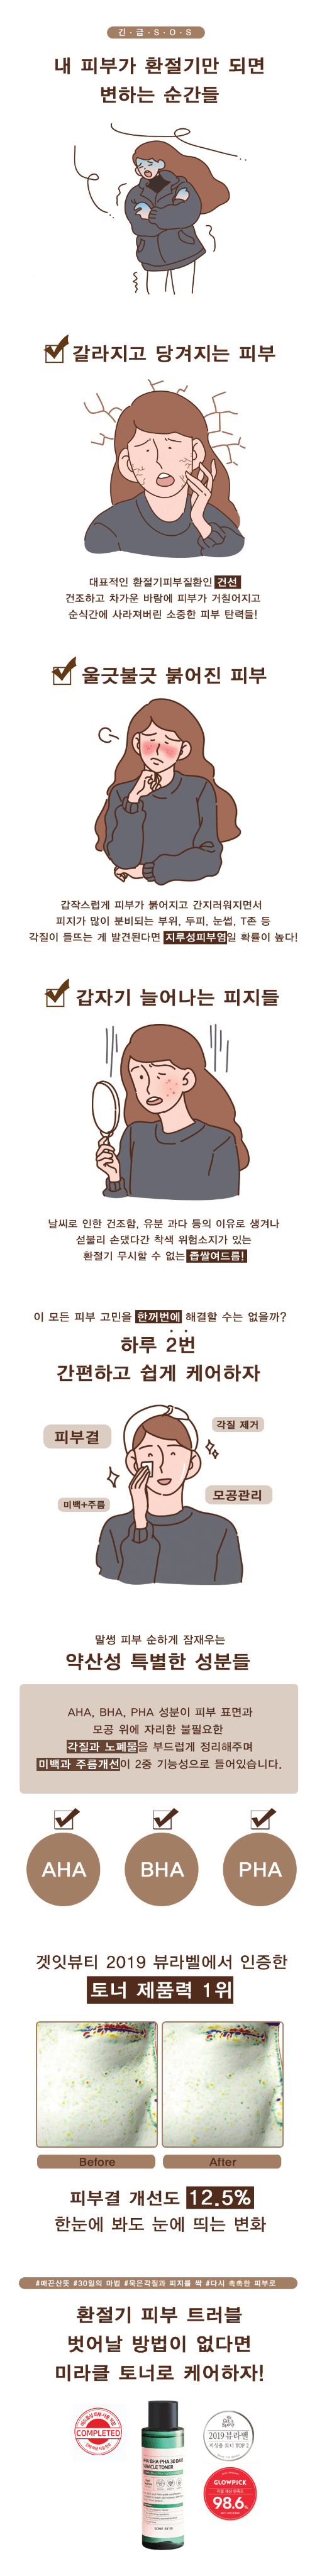 긴·급·S·O·S
내 피부가 환절기만 되면
변하는 순간들
갈라지고 당겨지는 피부
대표적인 환절기피부질환인 건선
건조하고 차가운 바람에 피부가 거칠어지고
순식간에 사라져버린 소중한 피부 탄력들!
울긋불긋 붉어진 피부
갑작스럽게 피부가 붉어지고 간지러워지면서
피지가 많이 분비되는 부위, 두피, 눈썹, T존 등
각질이 들뜨는 게 발견된다면 지루성피부염일 확률이 높다!
갑자기 늘어나는 피지들
날씨로 인한 건조함, 유분 과다 등의 이유로 생겨나
섣불리 손댔다간 착색 위험소지가 있는
환절기 무시할 수 없는 좁쌀여드름!
이 모든 피부 고민을 한꺼번에 해결할 수는 없을까?
하루 2번
간편하고 쉽게 케어하자
각질 제거
피부결
모공관리
미백+주름
말썽 피부 순하게 잠재우는
약산성 특별한 성분들
AHA, BHA, PHA 성분이 피부 표면과
모공 위에 자리한 불필요한
각질과 노폐물을 부드럽게 정리해주며
미백과 주름개선이 2중 기능성으로 들어있습니다.
AHA
BHA
PHA
겟잇뷰티 2019 뷰라벨에서 인증한
토너 제품력 1위
Before
After
피부결 개선도 12.5%
한눈에 봐도 눈에 띄는 변화
#매끈산뜻 #30일의 마법 #묵은각질과 피지를 싹 #다시 촉촉한 피부로
환절기 피부 트러블
벗어날 방법이 없다면
미라클 토너로 케어하자!
COMPLETED
AHA BHA PHA 30 DAYS
MIRACLE TONER
2019 뷰라벨
GLOWPICK
98.6%